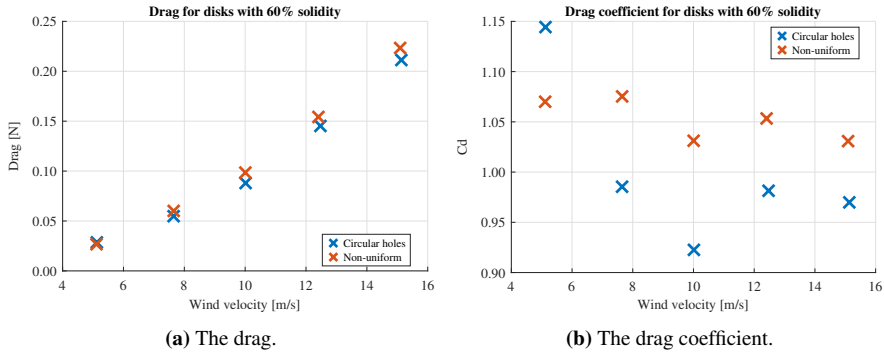 Drag for disks with 60% solidity
0.25
0.20
0.15
0.10
0.05
0.00
Drag [N]
Circular holes
Non-uniform
4 6 8 10 12 14 16
Wind velocity [m/s]
(a) The drag.
Drag coefficient for disks with 60% solidity
1.15
1.10
1.05
1.00
0.95
0.90
Cd
Circular holes
Non-uniform
4 6 8 10 12 14 16
Wind velocity [m/s]
(b) The drag coefficient.